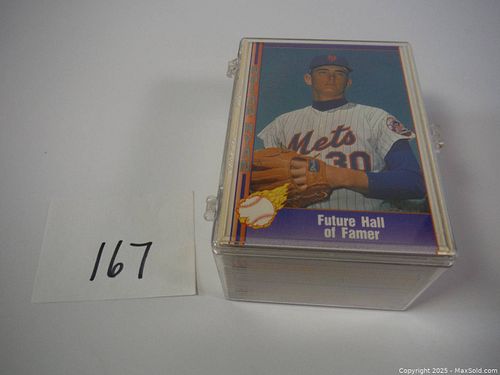 Mets
30
Future Hall
of Famer
167
Copyright 2025 - MaxSold.com